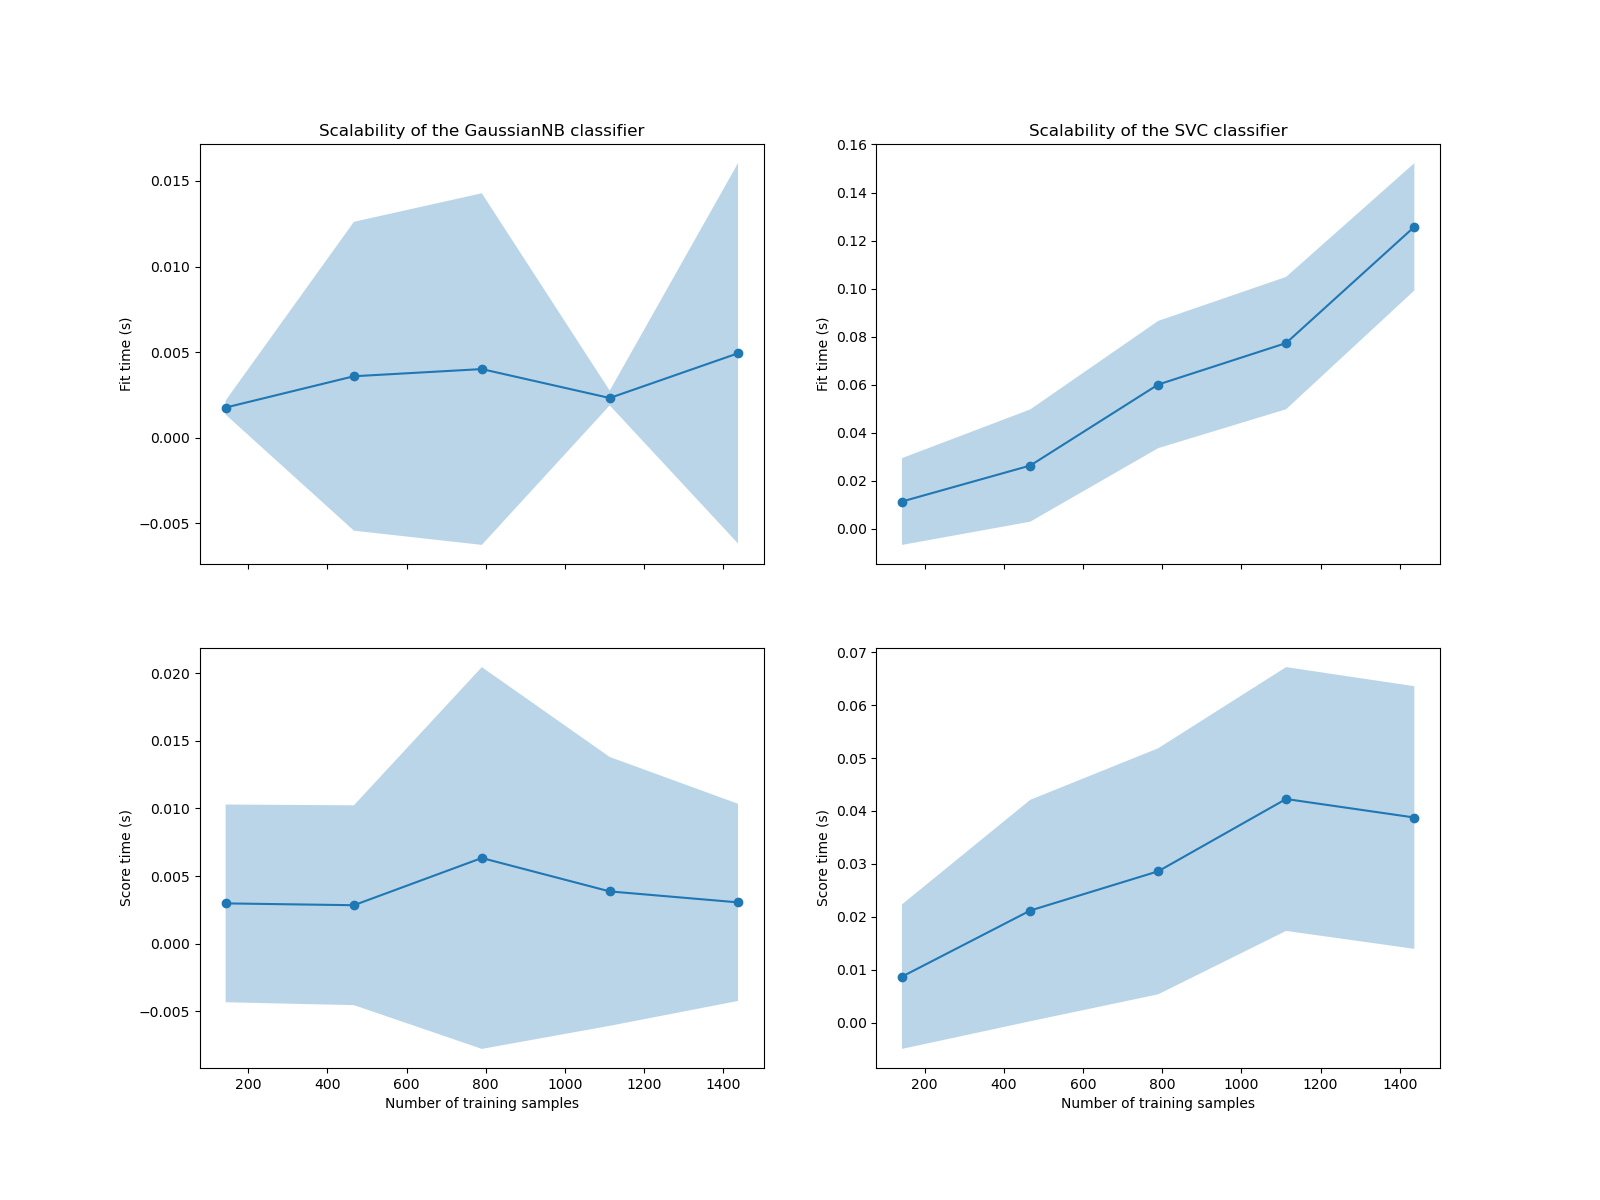 Scalability of the GaussianNB classifier
0.015
0.010
0.005
0.000
−0.005
Fit time (s)
Scalability of the SVC classifier
0.16
0.14
0.12
0.10
0.08
0.06
0.04
0.02
0.00
Fit time (s)
0.020
0.015
0.010
0.005
0.000
−0.005
Score time (s)
200 400 600 800 1000 1200 1400
Number of training samples
0.07
0.06
0.05
0.04
0.03
0.02
0.01
0.00
Score time (s)
200 400 600 800 1000 1200 1400
Number of training samples